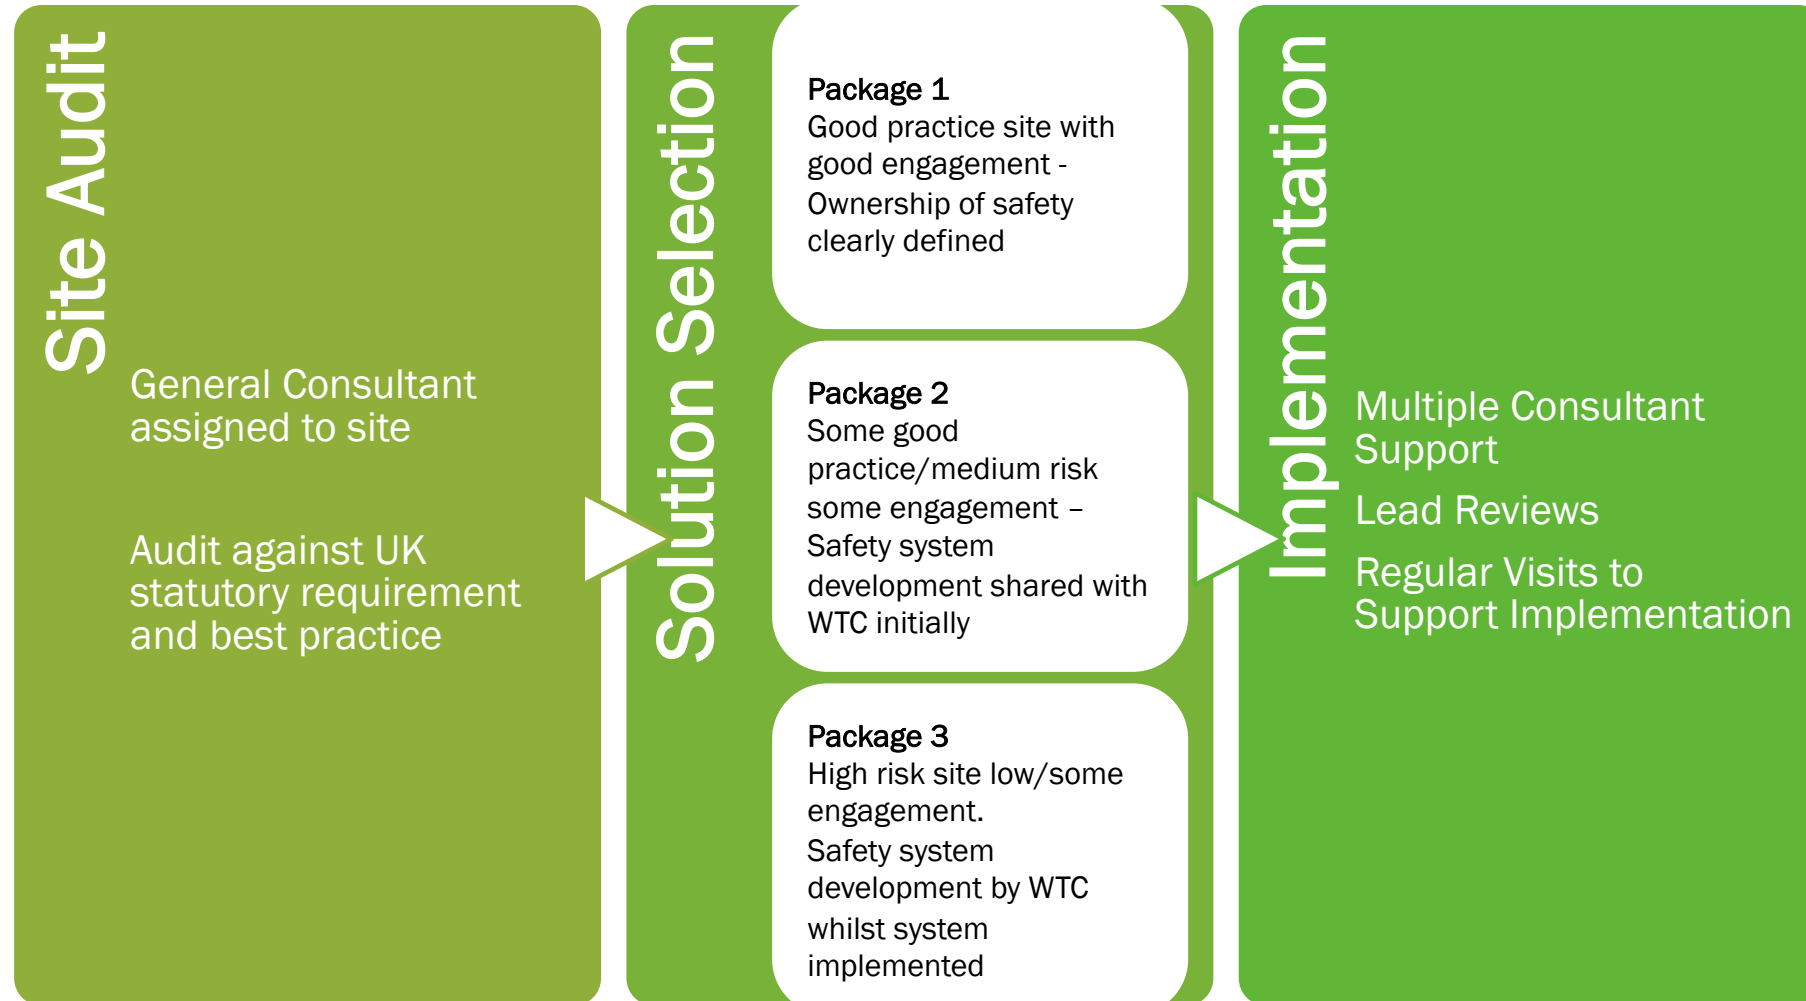 Site Audit
General Consultant
assigned to site
Audit against UK
statutory requirement
and best practice
Solution Selection
Package 1
Good practice site with
good engagement -
Ownership of safety
clearly defined
Package 2
Some good
practice/medium risk
some engagement –
Safety system
development shared with
WTC initially
Package 3
High risk site low/some
engagement.
Safety system
development by WTC
whilst system
implemented
Implementation
Multiple Consultant
Support
Lead Reviews
Regular Visits to
Support Implementation